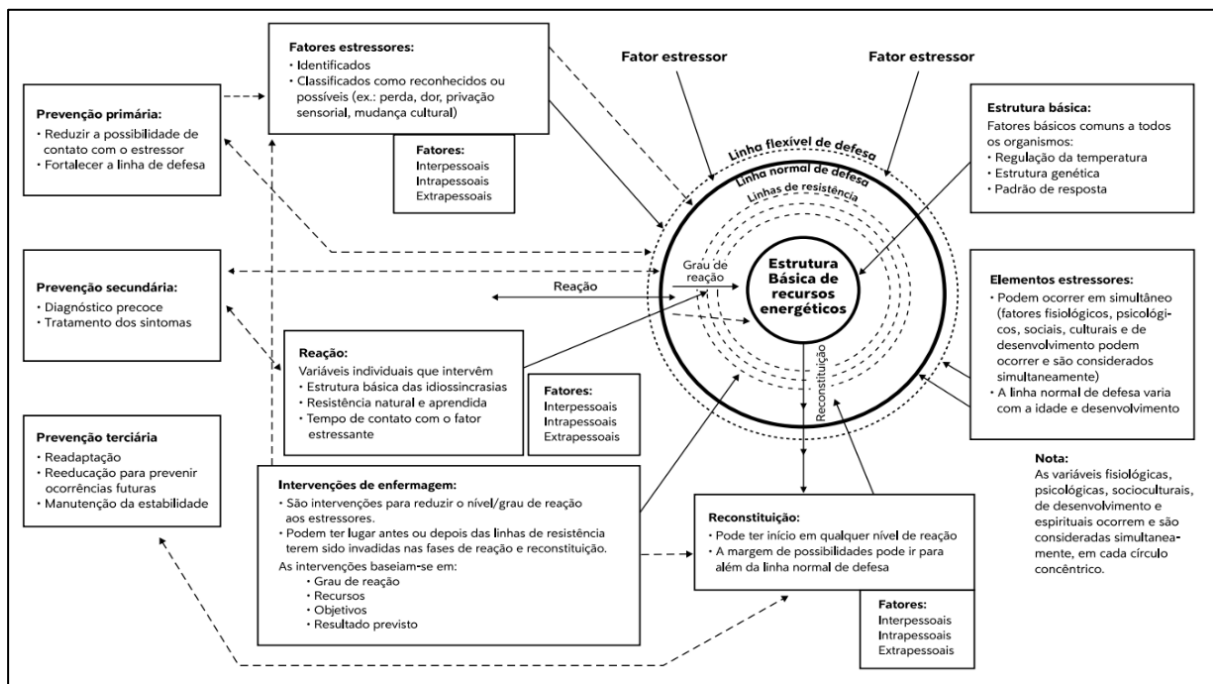 Fatores estressores:
• Identificados
• Classificados como reconhecidos ou
possíveis (ex.: perda, dor, privação
sensorial, mudança cultural)
Fatores:
Interpessoais
Intrapessoais
Extrapessoais
Prevenção primária:
• Reduzir a possibilidade de
contato com o estressor
• Fortalecer a linha de defesa
Prevenção secundária:
• Diagnóstico precoce
• Tratamento dos sintomas
Prevenção terciária
• Readaptação
• Reeducação para prevenir
ocorrências futuras
• Manutenção da estabilidade
Fator estressor
Fator estressor
Linha flexível de defesa
Linha normal de defesa
Linhas de resistência
Estrutura
Básica de
recursos
energéticos
Grau de
reação
Reação
Reconstituição
Reação:
Variáveis individuais que intervêm
• Estrutura básica das idiossincrasias
• Resistência natural e aprendida
• Tempo de contato com o fator
estressante
Fatores:
Interpessoais
Intrapessoais
Extrapessoais
Intervenções de enfermagem:
• São intervenções para reduzir o nível/grau de reação
aos estressores.
• Podem ter lugar antes ou depois das linhas de resistência
terem sido invadidas nas fases de reação e reconstituição.
As intervenções baseiam-se em:
• Grau de reação
• Recursos
• Objetivos
• Resultado previsto
Estrutura básica:
Fatores básicos comuns a todos
os organismos:
• Regulação da temperatura
• Estrutura genética
• Padrão de resposta
Elementos estressores:
• Podem ocorrer em simultâneo
(fatores fisiológicos, psicológi-
cos, sociais, culturais e de
desenvolvimento podem
ocorrer e são considerados
simultaneamente)
• A linha normal de defesa varia
com a idade e desenvolvimento
Nota:
As variáveis fisiológicas,
psicológicas, socioculturais,
de desenvolvimento e
espirituais ocorrem e são
consideradas simultanea-
mente, em cada círculo
concêntrico.
Reconstituição:
• Pode ter início em qualquer nível de reação
• A margem de possibilidades pode ir para
além da linha normal de defesa
Fatores:
Interpessoais
Intrapessoais
Extrapessoais